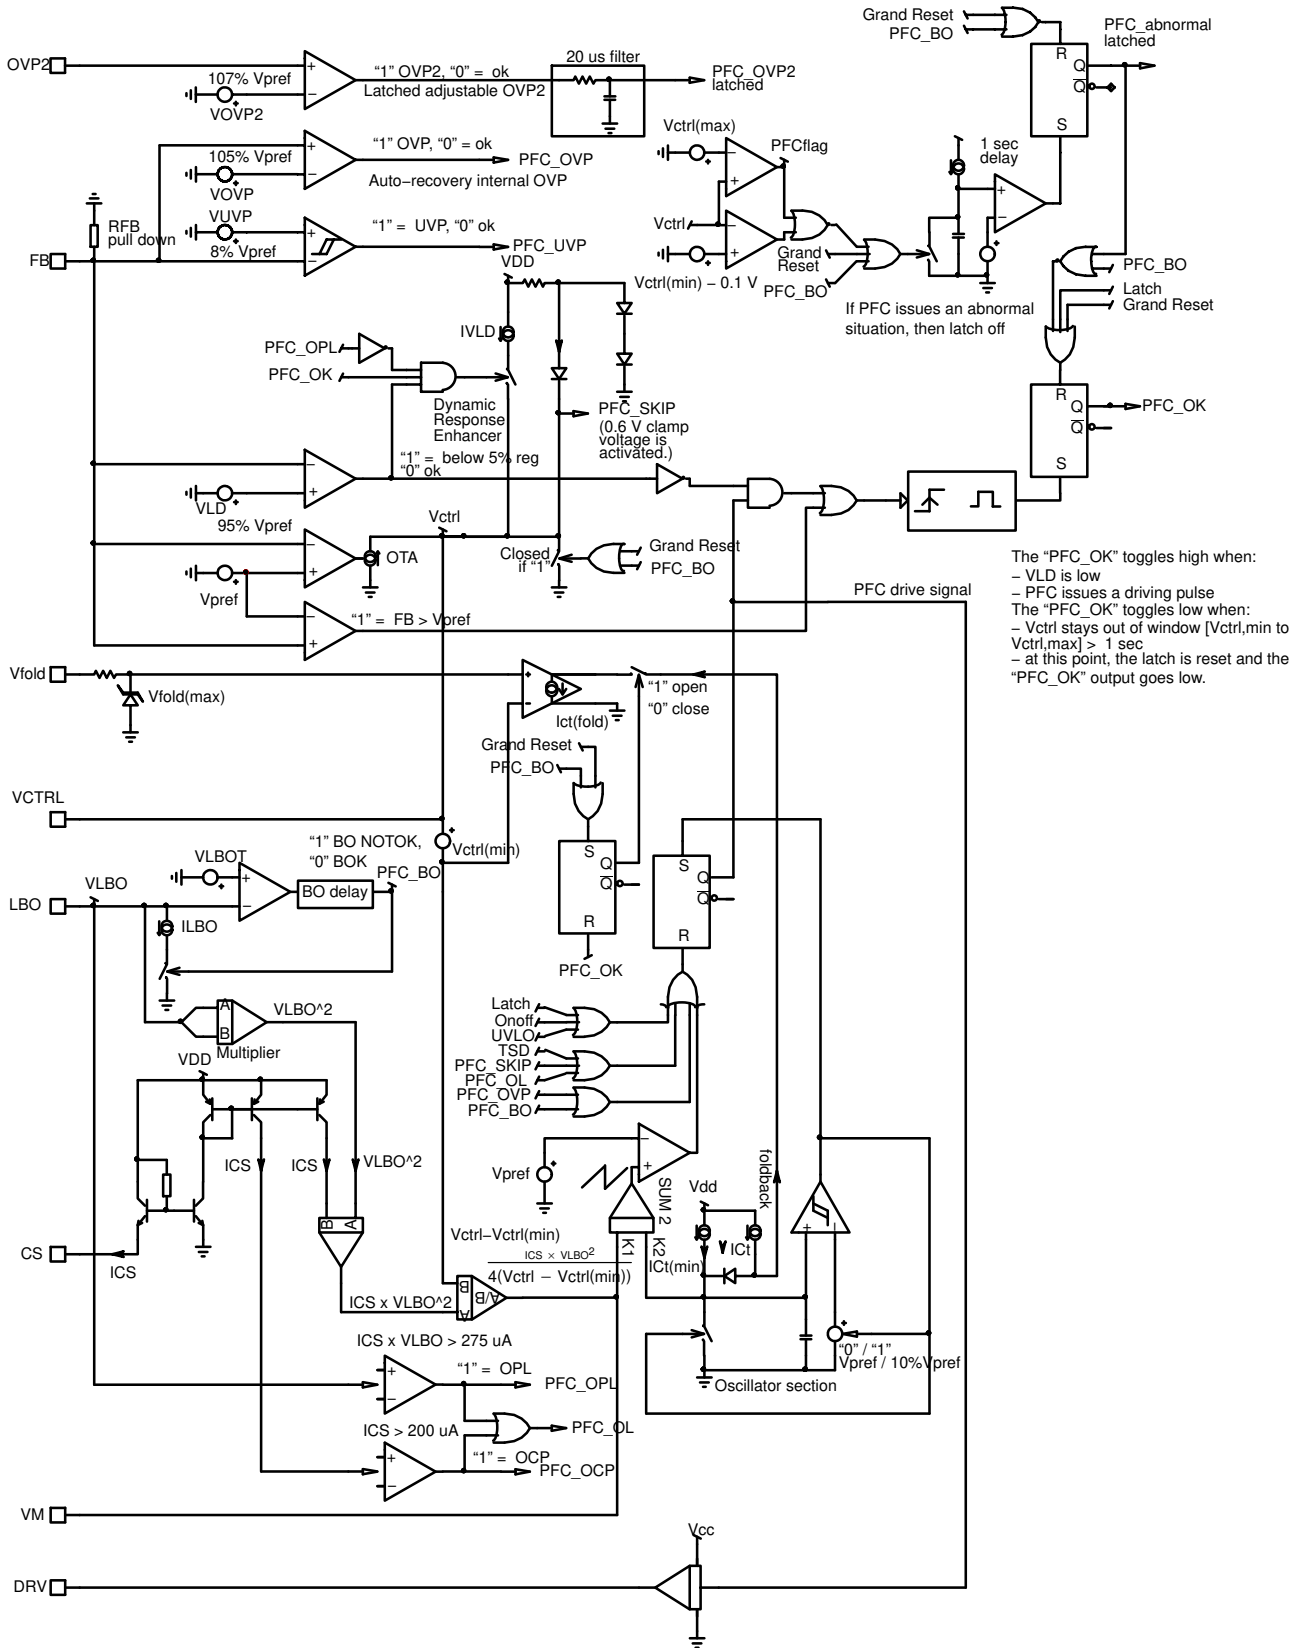 Grand Reset
PFC_BO
R
Q
Q
S
PFC_abnormal
latched
OVP2
107% Vpref
VOVP2
+
−
“1” OVP2, “0” = ok
Latched adjustable OVP2
20 us filter
PFC_OVP2
latched
105% Vpref
VOVP
+
−
“1” OVP, “0” = ok
PFC_OVP
Auto−recovery internal OVP
Vctrl(max)
−
+
PFCflag
Vctrl
−
+
Vctrl(min) − 0.1 V
Grand
Reset
PFC_BO
1 sec
delay
+
−
If PFC issues an abnormal
situation, then latch off
PFC_BO
Latch
Grand Reset
RFB
pull down
FB
VUVP
8% Vpref
+
−
“1” = UVP, “0” ok
PFC_UVP
VDD
IVLD
PFC_OPL
PFC_OK
Dynamic
Response
Enhancer
PFC_SKIP
(0.6 V clamp
voltage is
activated.)
R
Q
Q
S
PFC_OK
“1” = below 5% reg
“0” ok
−
+
VLD
95% Vpref
Vctrl
−
+
OTA
Vpref
Closed
if “1”
Grand Reset
PFC_BO
−
+
“1” = FB > Vpref
PFC drive signal
The “PFC_OK” toggles high when:
− VLD is low
− PFC issues a driving pulse
The “PFC_OK” toggles low when:
− Vctrl stays out of window [Vctrl,min to
Vctrl,max] > 1 sec
− at this point, the latch is reset and the
“PFC_OK” output goes low.
Vfold
Vfold(max)
+
−
Ict(fold)
“1” open
“0” close
Grand Reset
PFC_BO
VCTRL
Vctrl(min)
“1” BO NOTOK,
“0” BOK
PFC_BO
VLBOT
+
−
BO delay
VLBO
LBO
ILBO
S
Q
Q
R
PFC_OK
S
Q
Q
R
A
B
VLBO^2
Multiplier
Latch
Onoff
UVLO
TSD
PFC_SKIP
PFC_OL
PFC_OVP
PFC_BO
VDD
ICS
ICS
VLBO^2
B
A
Vpref
−
+
SUM 2
K1
K2
foldback
Vdd
ICt
ICt(min)
+
−
CS
ICS
Vctrl−Vctrl(min)
ICS × VLBO²
4(Vctrl − Vctrl(min))
ICS x VLBO^2
B
A
A/B
“0” / “1”
Vpref / 10%Vpref
Oscillator section
ICS x VLBO > 275 uA
+
−
“1” = OPL
PFC_OPL
PFC_OL
ICS > 200 uA
+
−
“1” = OCP
PFC_OCP
VM
Vcc
DRV